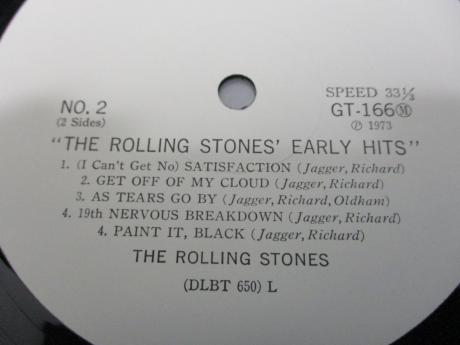 NO. 2
(2 Sides)
SPEED 33⅓
GT-166Ⓜ
Ⓟ 1973
"THE ROLLING STONES' EARLY HITS"
1. (I Can't Get No) SATISFACTION (Jagger, Richard)
2. GET OFF OF MY CLOUD (Jagger, Richard)
3. AS TEARS GO BY (Jagger, Richard, Oldham)
4. 19th NERVOUS BREAKDOWN (Jagger, Richard)
4. PAINT IT, BLACK (Jagger, Richard)
THE ROLLING STONES
(DLBT 650) L